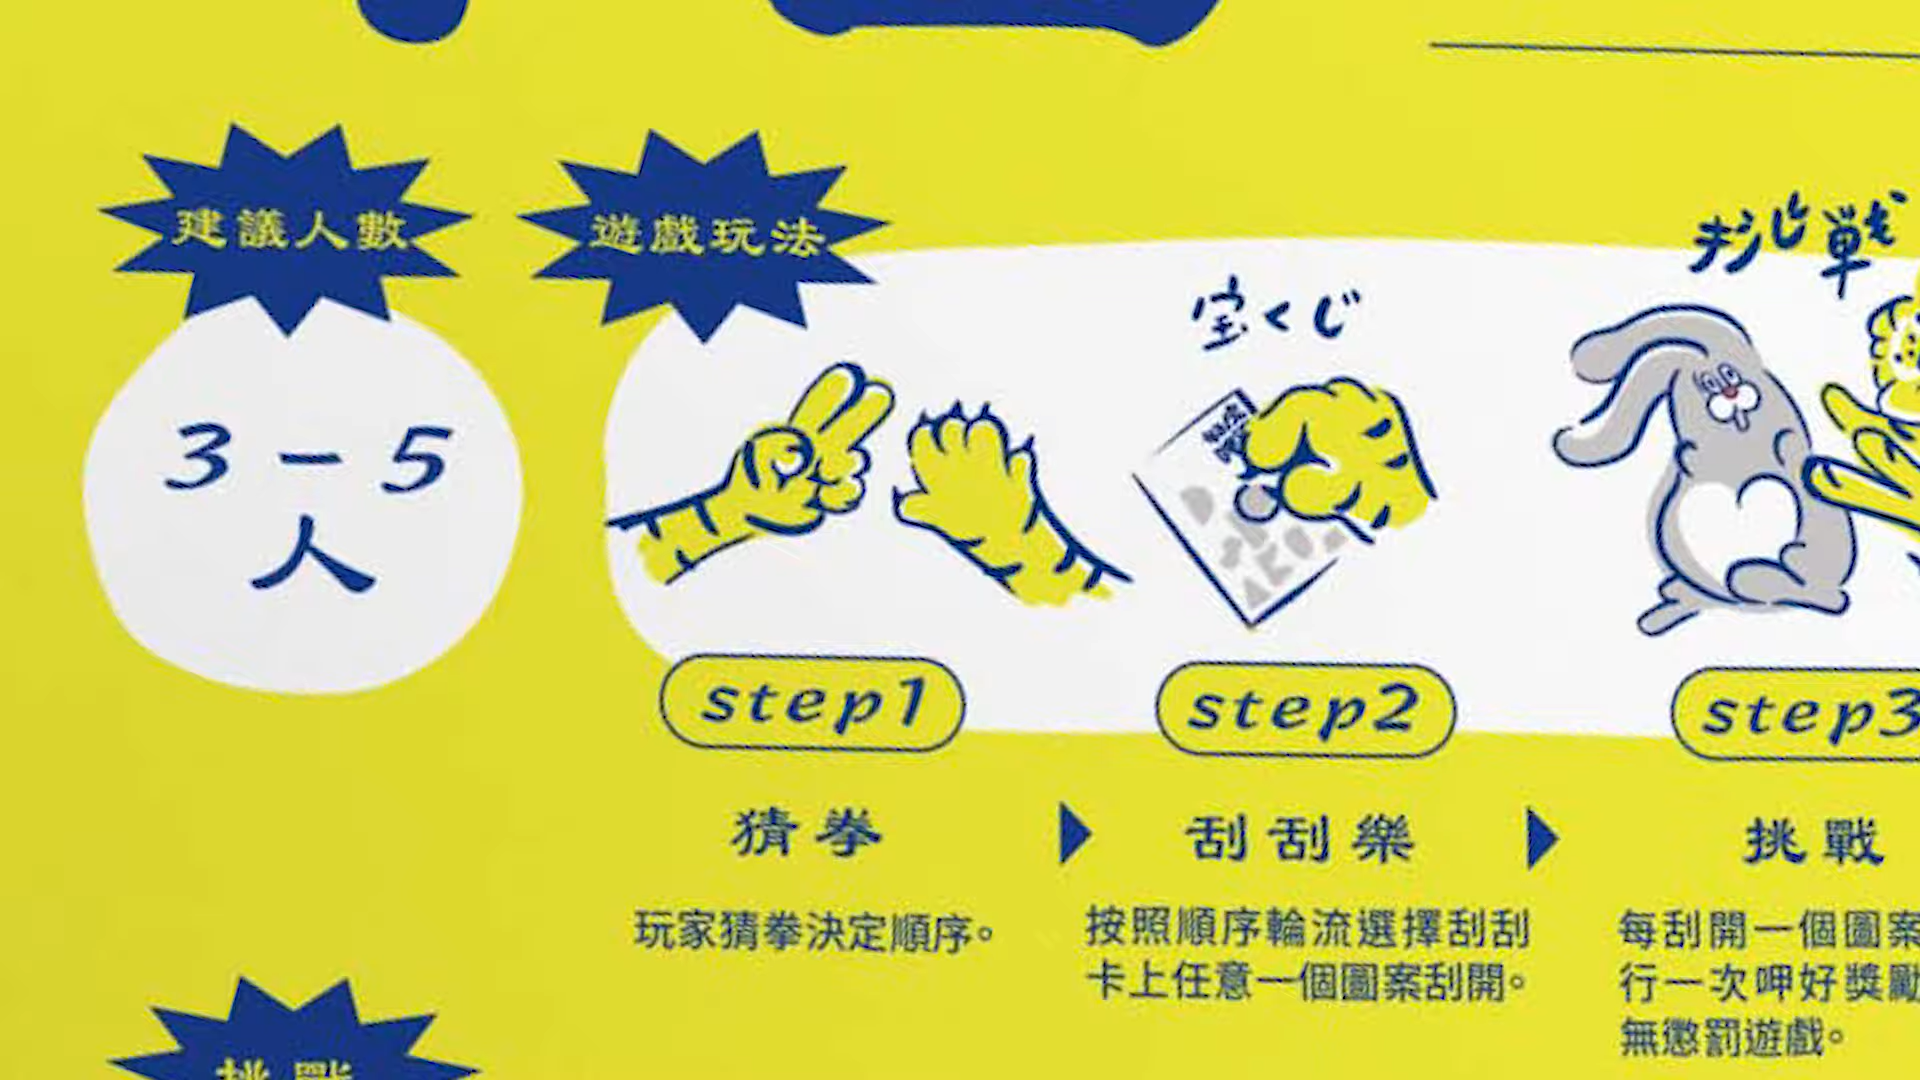 建議人數
3-5
人
遊戲玩法
宝くじ
挑戦
step1
猜拳
玩家猜拳決定順序。
step2
刮刮樂
按照順序輪流選擇刮刮
卡上任意一個圖案刮開。
step3
挑戰
每刮開一個圖案
行一次呷好獎勵
無懲罰遊戲。
挑戰